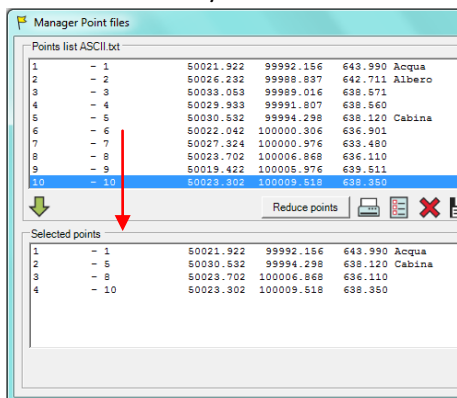 Manager Point files
Points list ASCII.txt
1 - 1 50021.922 99992.156 643.990 Acqua
2 - 2 50026.232 99988.837 642.711 Albero
3 - 3 50033.053 99989.016 638.571
4 - 4 50029.933 99991.807 638.560
5 - 5 50030.532 99994.298 638.120 Cabina
6 - 6 50022.042 100000.306 636.901
7 - 7 50027.324 100000.976 633.480
8 - 8 50023.702 100006.868 636.110
9 - 9 50019.422 100005.976 639.511
10 - 10 50023.302 100009.518 638.350
Reduce points
Selected points
1 - 1 50021.922 99992.156 643.990 Acqua
2 - 5 50030.532 99994.298 638.120 Cabina
3 - 8 50023.702 100006.868 636.110
4 - 10 50023.302 100009.518 638.350